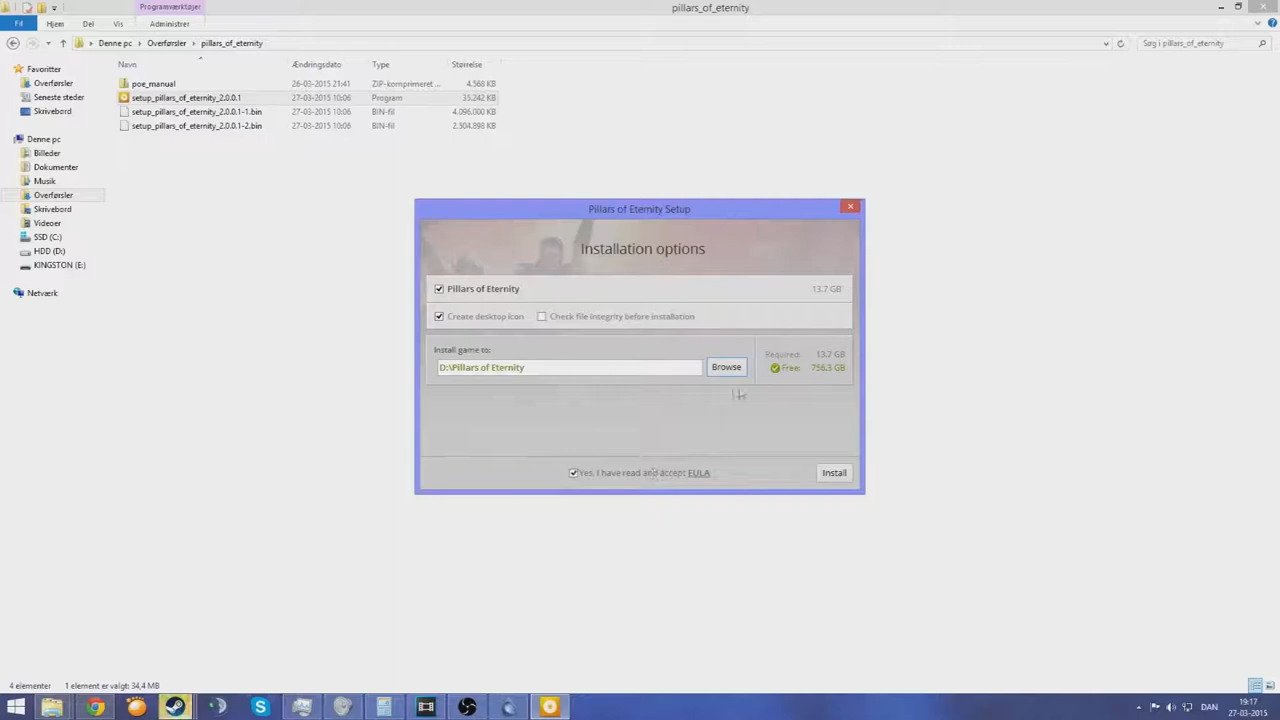 Programværktøjer
pillars_of_eternity
Fil Hjem Del Vis Administrer
Denne pc Overførsler pillars_of_eternity
Søg i pillars_of_eternity
Navn Ændringsdato Type Størrelse
poe_manual 26-03-2015 21:41 ZIP-komprimeret ... 4.568 KB
setup_pillars_of_eternity_2.0.0.1 27-03-2015 10:06 Program 35.242 KB
setup_pillars_of_eternity_2.0.0.1-1.bin 27-03-2015 10:06 BIN-fil 4.096.000 KB
setup_pillars_of_eternity_2.0.0.1-2.bin 27-03-2015 10:06 BIN-fil 2.504.898 KB
Favoritter
Overførsler
Seneste steder
Skrivebord
Denne pc
Billeder
Dokumenter
Musik
Overførsler
Skrivebord
Videoer
SSD (C:)
HDD (D:)
KINGSTON (E:)
Netværk
Pillars of Eternity Setup
Installation options
Pillars of Eternity 13.7 GB
Create desktop icon Check file integrity before installation
Install game to:
D:\Pillars of Eternity
Browse
Required: 13.7 GB
Free: 756.3 GB
Yes, I have read and accept EULA
Install
4 elementer 1 element er valgt: 34,4 MB
DAN
19:17
27-03-2015